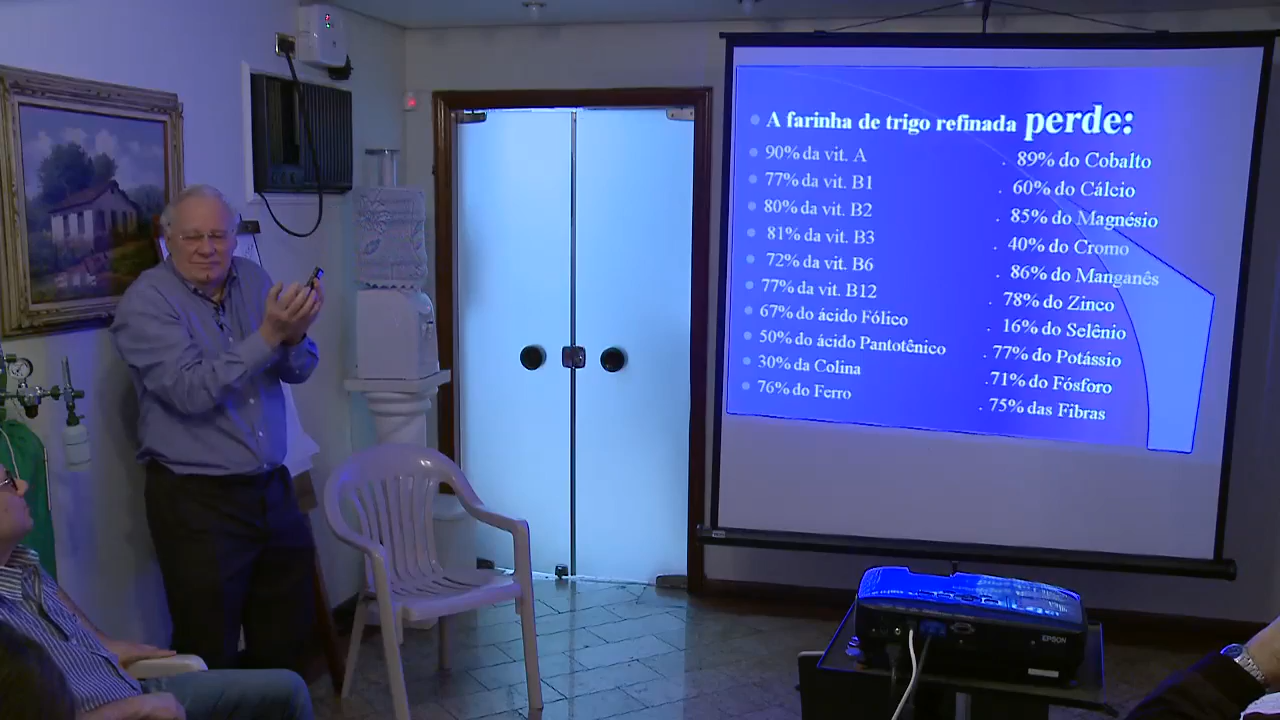 A farinha de trigo refinada perde:
90% da vit. A
77% da vit. B1
80% da vit. B2
81% da vit. B3
72% da vit. B6
77% da vit. B12
67% do ácido Fólico
50% do ácido Pantotênico
30% da Colina
76% do Ferro
. 89% do Cobalto
. 60% do Cálcio
. 85% do Magnésio
. 40% do Cromo
. 86% do Manganês
. 78% do Zinco
. 16% do Selênio
. 77% do Potássio
. 71% do Fósforo
. 75% das Fibras
EPSON